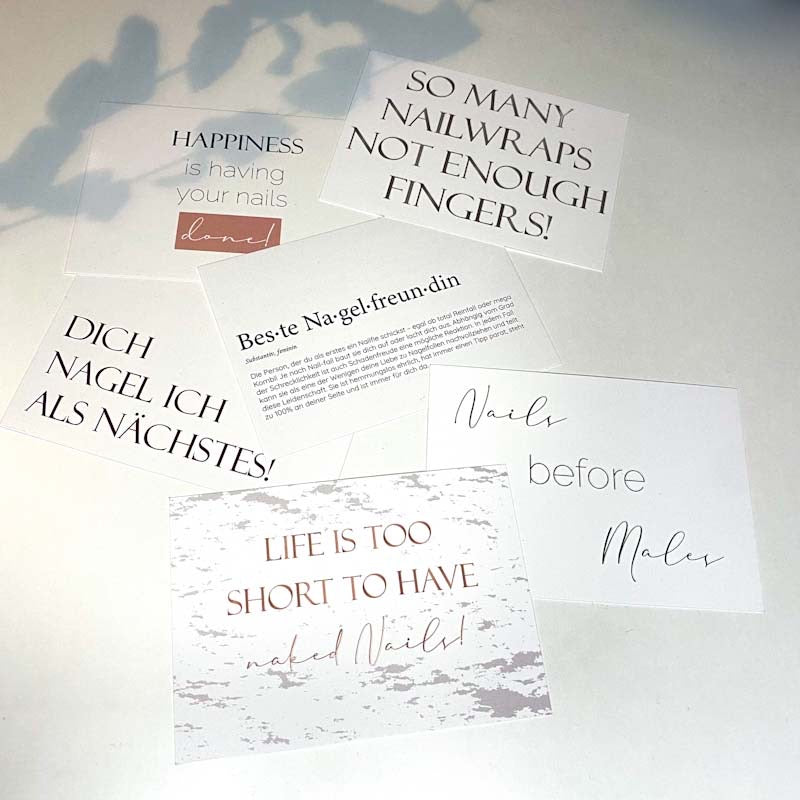 HAPPINESS
is having
your nails
done!
SO MANY
NAILWRAPS
NOT ENOUGH
FINGERS!
Bes·te Na·gel·freun·din
Substantiv, feminin
Die Person, der du als erstes ein Nailfie schickst – egal ob total Reinfall oder mega
Kombi! Je nach Nail-fall baut sie dich auf oder lacht dich aus. Abhängig vom Grad
der Schrecklichkeit ist auch Schadenfreude eine mögliche Reaktion. In jedem Fall
kann sie als eine der Wenigen deine Liebe zu Nagelfolien nachvollziehen und teilt
diese Leidenschaft. Sie ist hemmungslos ehrlich, hat immer einen Tipp parat, steht
zu 100% an deiner Seite und ist immer für dich da.
DICH
NAGEL ICH
ALS NÄCHSTES!
Nails
before
Males
LIFE IS TOO
SHORT TO HAVE
naked Nails!